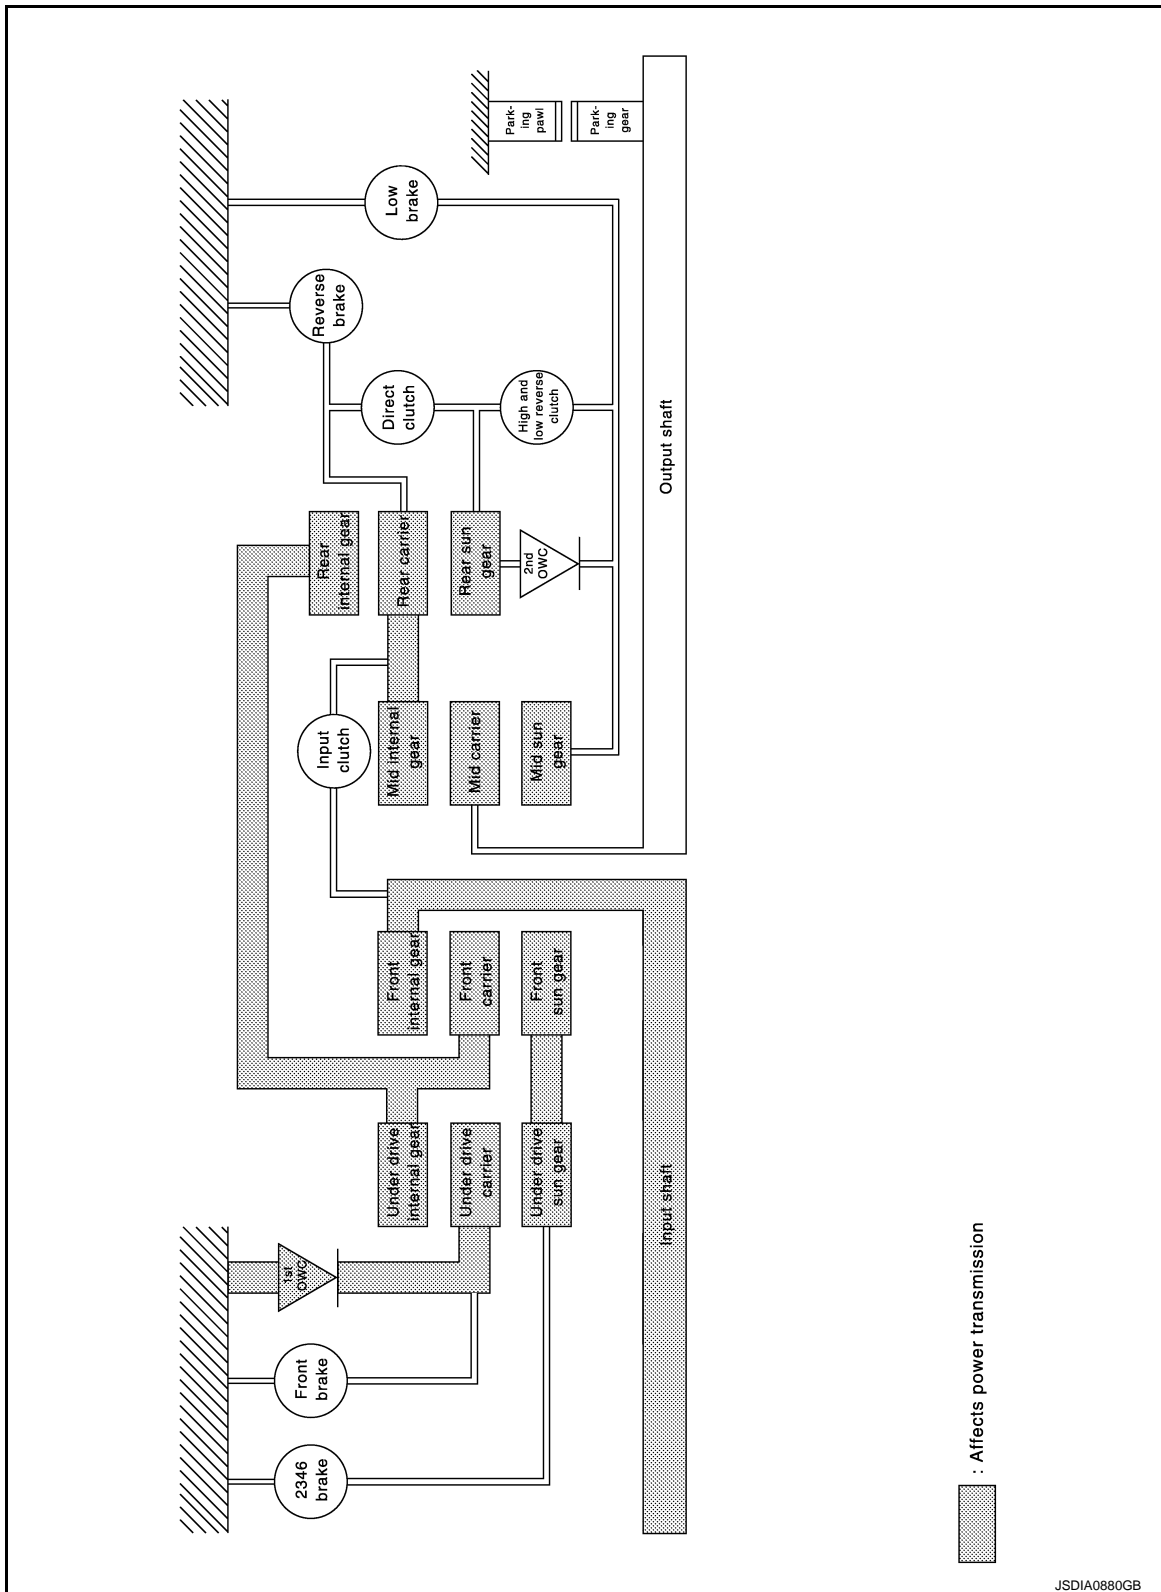 Park-
ing
pawl
Park-
ing
gear
Low
brake
Reverse
brake
Direct
clutch
High and
low reverse
clutch
Output shaft
Rear
internal gear
Rear carrier
Rear sun
gear
2nd
OWC
Input
clutch
Mid internal
gear
Mid carrier
Mid sun
gear
Front
internal gear
Front
carrier
Front
sun gear
Under drive
internal gear
Under drive
carrier
Under drive
sun gear
Input shaft
1st
OWC
Front
brake
2346
brake
: Affects power transmission
JSDIA0880GB